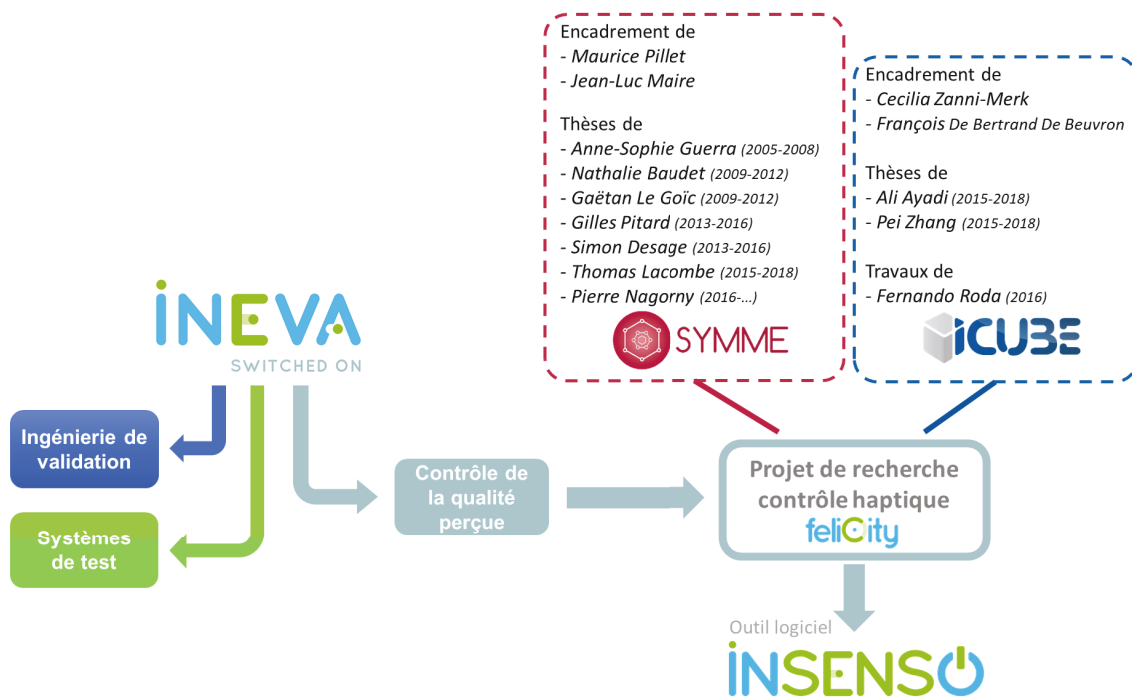 Encadrement de
- Maurice Pillet
- Jean-Luc Maire
Thèses de
- Anne-Sophie Guerra (2005-2008)
- Nathalie Baudet (2009-2012)
- Gaëtan Le Goïc (2009-2012)
- Gilles Pitard (2013-2016)
- Simon Desage (2013-2016)
- Thomas Lacombe (2015-2018)
- Pierre Nagorny (2016-...)
SYMME
Encadrement de
- Cecilia Zanni-Merk
- François De Bertrand De Beuvron
Thèses de
- Ali Ayadi (2015-2018)
- Pei Zhang (2015-2018)
Travaux de
- Fernando Roda (2016)
iCUBE
iNEVA
SWITCHED ON
Ingénierie de
validation
Systèmes
de test
Contrôle de
la qualité
perçue
Projet de recherche
contrôle haptique
feliCity
Outil logiciel
iNSENSO